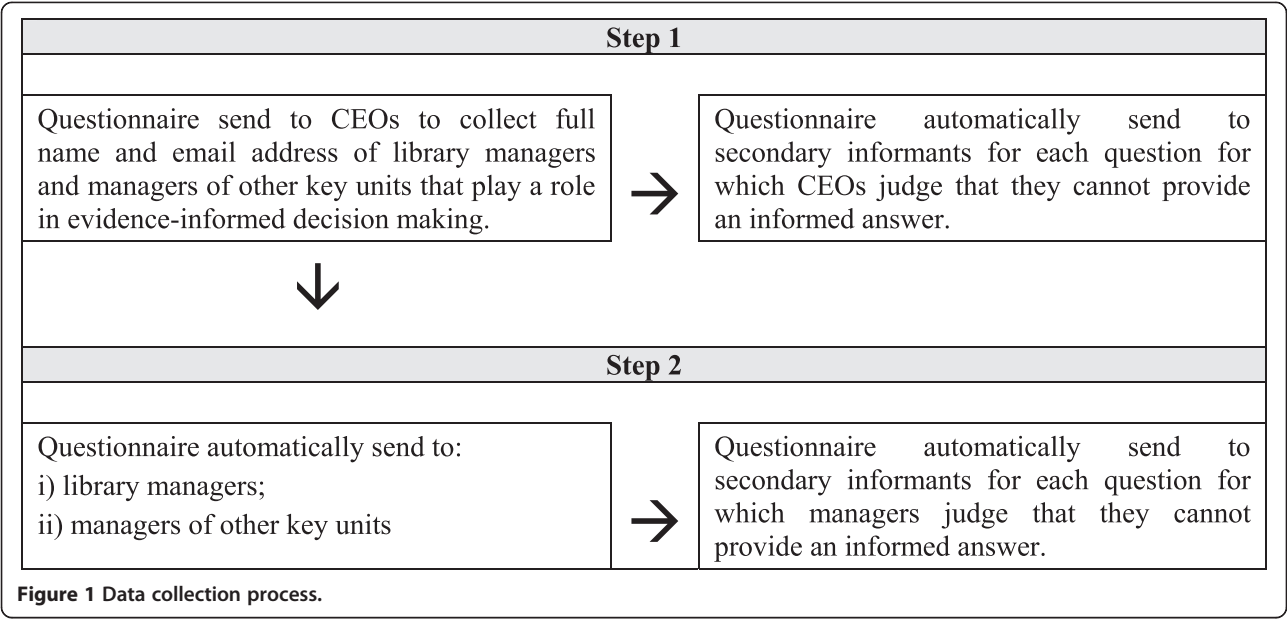 Step 1
Questionnaire send to CEOs to collect full
name and email address of library managers
and managers of other key units that play a role
in evidence-informed decision making.
→
Questionnaire automatically send to
secondary informants for each question for
which CEOs judge that they cannot provide
an informed answer.
↓
Step 2
Questionnaire automatically send to:
i) library managers;
ii) managers of other key units
→
Questionnaire automatically send to
secondary informants for each question for
which managers judge that they cannot
provide an informed answer.
Figure 1 Data collection process.